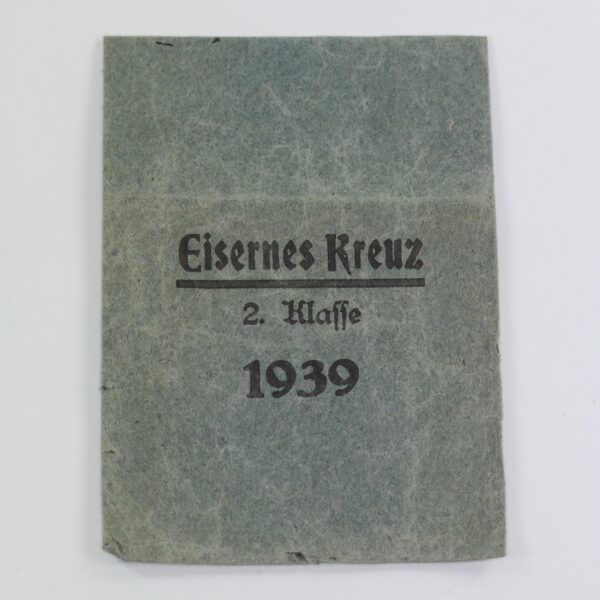 Eisernes Kreuz
2. Klaſſe
1939